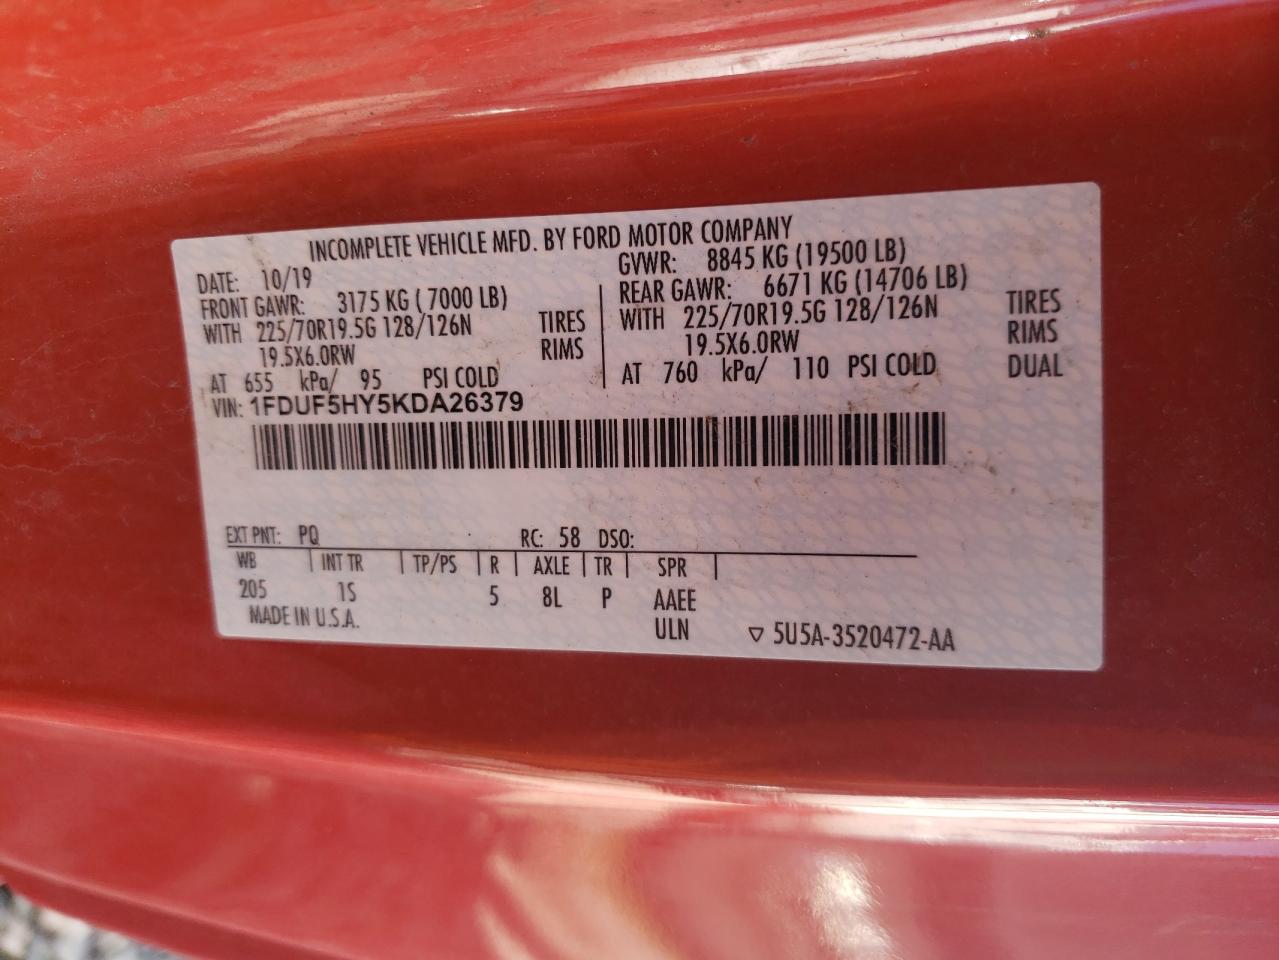 INCOMPLETE VEHICLE MFD. BY FORD MOTOR COMPANY
DATE: 10/19 GVWR: 8845 KG (19500 LB)
FRONT GAWR: 3175 KG ( 7000 LB) REAR GAWR: 6671 KG (14706 LB)
WITH 225/70R19.5G 128/126N TIRES WITH 225/70R19.5G 128/126N TIRES
19.5X6.0RW RIMS 19.5X6.0RW RIMS
AT 655 kPa/ 95 PSI COLD AT 760 kPa/ 110 PSI COLD DUAL
VIN: 1FDUF5HY5KDA26379
EXT PNT: PQ RC: 58 DSO:
WB INT TR TP/PS R AXLE TR SPR
205 1S 5 8L P AAEE
MADE IN U.S.A. ULN ▽ 5U5A-3520472-AA